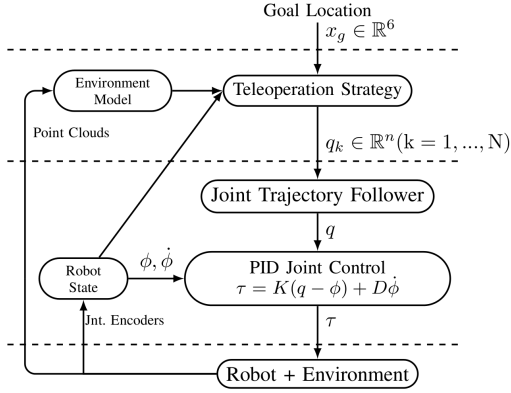 Goal Location
x_g ∈ ℝ^6
Environment
Model
Teleoperation Strategy
Point Clouds
q_k ∈ ℝ^n(k = 1, ..., N)
Joint Trajectory Follower
q
Robot
State
ϕ, ϕ̇
PID Joint Control
τ = K(q − ϕ) + Dϕ̇
Jnt. Encoders
τ
Robot + Environment